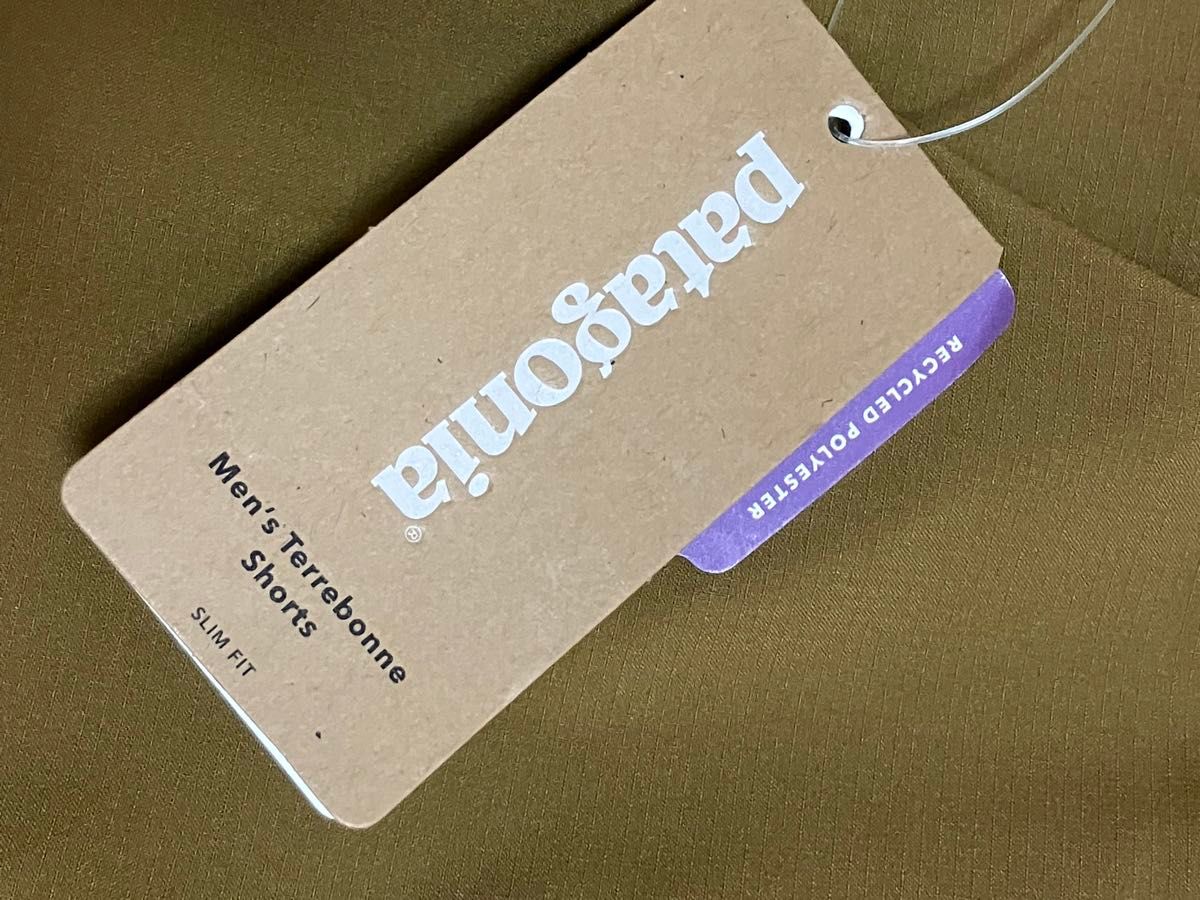 patagonia®
RECYCLED POLYESTER
Men's Terrebonne
Shorts
SLIM FIT